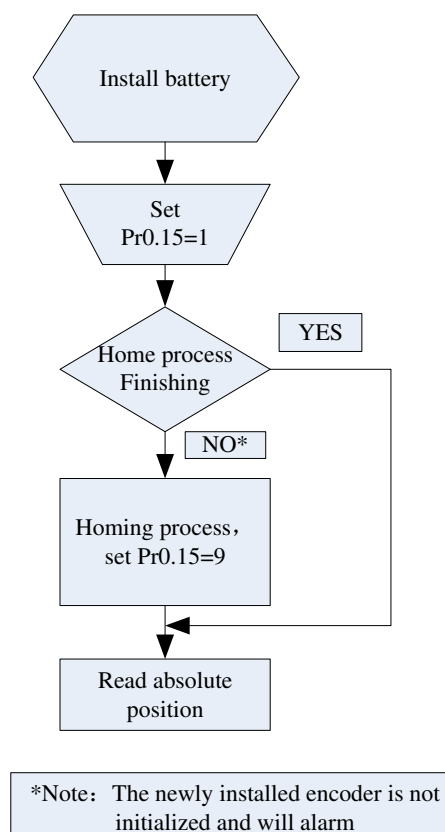 Install battery
Set
Pr0.15=1
Home process
Finishing
YES
NO*
Homing process，
set Pr0.15=9
Read absolute
position
*Note：The newly installed encoder is not
initialized and will alarm